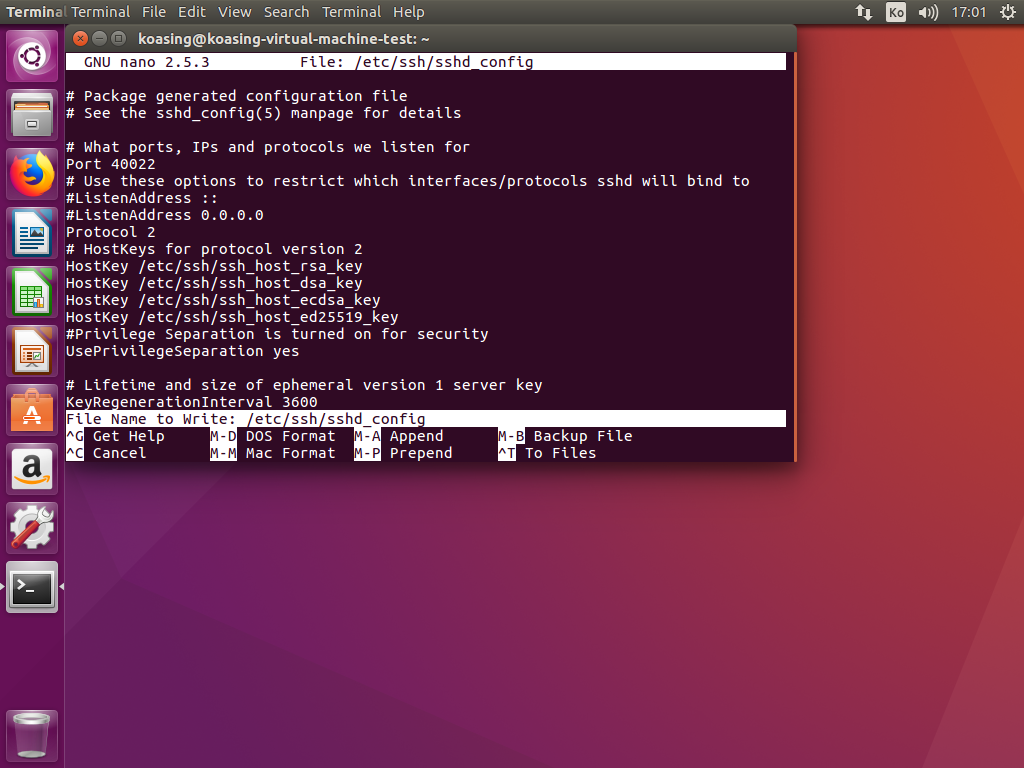 Terminal Terminal File Edit View Search Terminal Help Ko 17:01
koasing@koasing-virtual-machine-test: ~
GNU nano 2.5.3 File: /etc/ssh/sshd_config
# Package generated configuration file
# See the sshd_config(5) manpage for details
# What ports, IPs and protocols we listen for
Port 40022
# Use these options to restrict which interfaces/protocols sshd will bind to
#ListenAddress ::
#ListenAddress 0.0.0.0
Protocol 2
# HostKeys for protocol version 2
HostKey /etc/ssh/ssh_host_rsa_key
HostKey /etc/ssh/ssh_host_dsa_key
HostKey /etc/ssh/ssh_host_ecdsa_key
HostKey /etc/ssh/ssh_host_ed25519_key
#Privilege Separation is turned on for security
UsePrivilegeSeparation yes
# Lifetime and size of ephemeral version 1 server key
KeyRegenerationInterval 3600
File Name to Write: /etc/ssh/sshd_config
^G Get Help M-D DOS Format M-A Append M-B Backup File
^C Cancel M-M Mac Format M-P Prepend ^T To Files